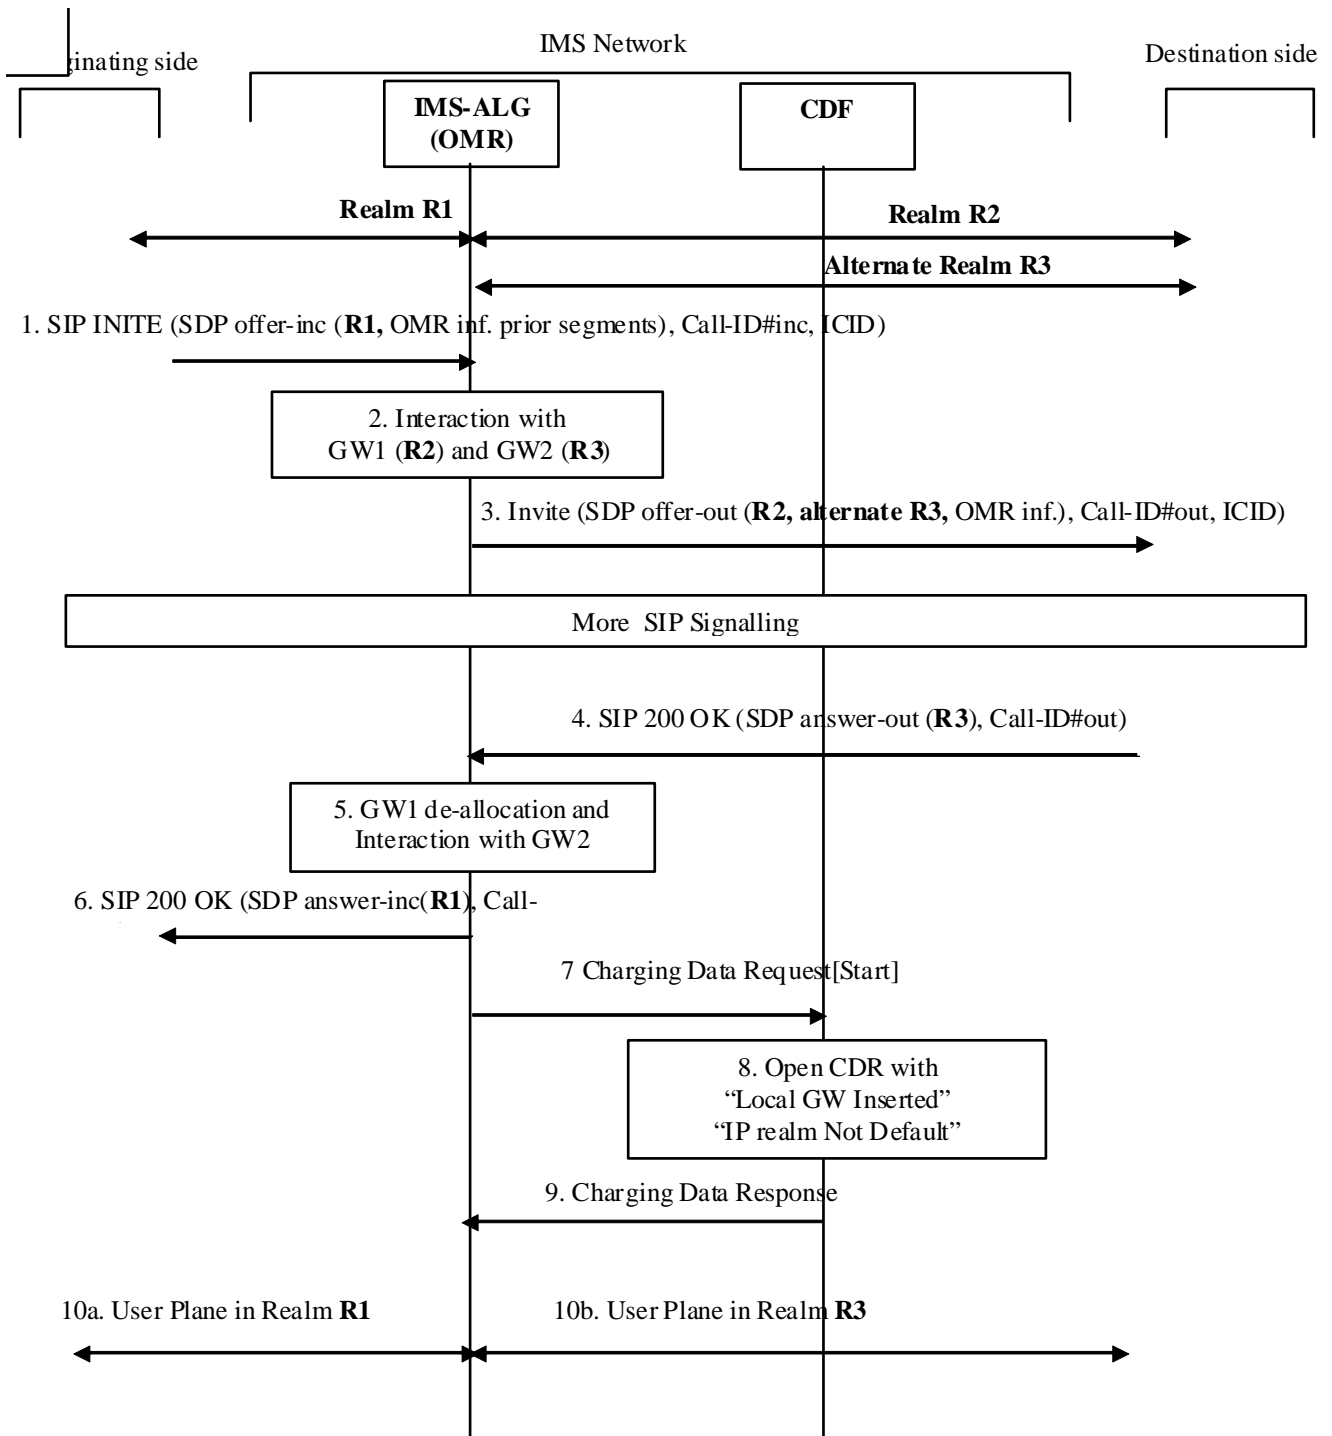 IMS Network
ginating side
Destination side
IMS-ALG
(OMR)
CDF
Realm R1
Realm R2
Alternate Realm R3
1. SIP INITE (SDP offer-inc (R1, OMR inf. prior segments), Call-ID#inc, ICID)
2. Interaction with
GW1 (R2) and GW2 (R3)
3. Invite (SDP offer-out (R2, alternate R3, OMR inf.), Call-ID#out, ICID)
More SIP Signalling
4. SIP 200 OK (SDP answer-out (R3), Call-ID#out)
5. GW1 de-allocation and
Interaction with GW2
6. SIP 200 OK (SDP answer-inc(R1), Call-
7 Charging Data Request[Start]
8. Open CDR with
“Local GW Inserted”
“IP realm Not Default”
9. Charging Data Response
10a. User Plane in Realm R1
10b. User Plane in Realm R3